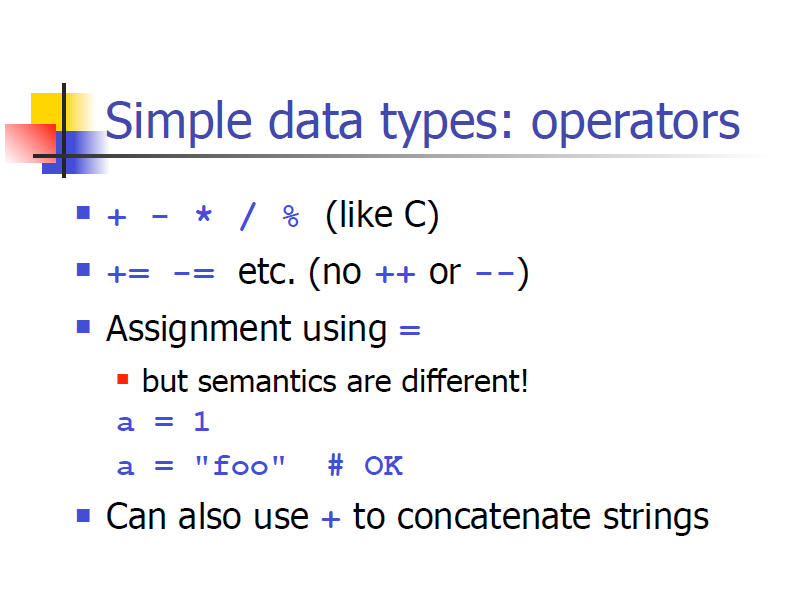 Simple data types: operators
+ - * / % (like C)
+= -= etc. (no ++ or --)
Assignment using =
but semantics are different!
a = 1
a = "foo"  # OK
Can also use + to concatenate strings